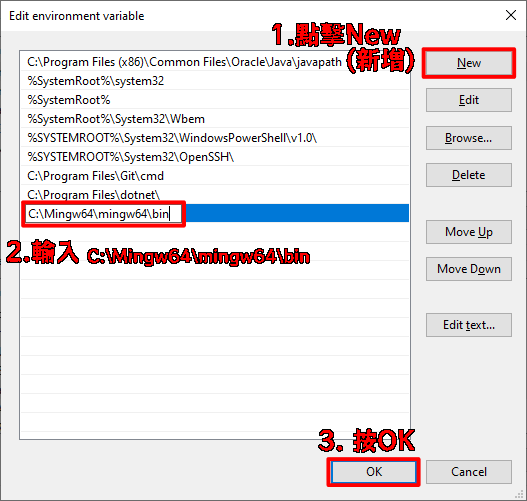 Edit environment variable
1.點擊New
(新增)
C:\Program Files (x86)\Common Files\Oracle\Java\javapath
New
%SystemRoot%\system32
%SystemRoot%
Edit
%SystemRoot%\System32\Wbem
%SYSTEMROOT%\System32\WindowsPowerShell\v1.0\
Browse...
%SYSTEMROOT%\System32\OpenSSH\
C:\Program Files\Git\cmd
Delete
C:\Program Files\dotnet\
C:\Mingw64\mingw64\bin
Move Up
2.輸入 C:\Mingw64\mingw64\bin
Move Down
Edit text...
3. 按OK
OK
Cancel